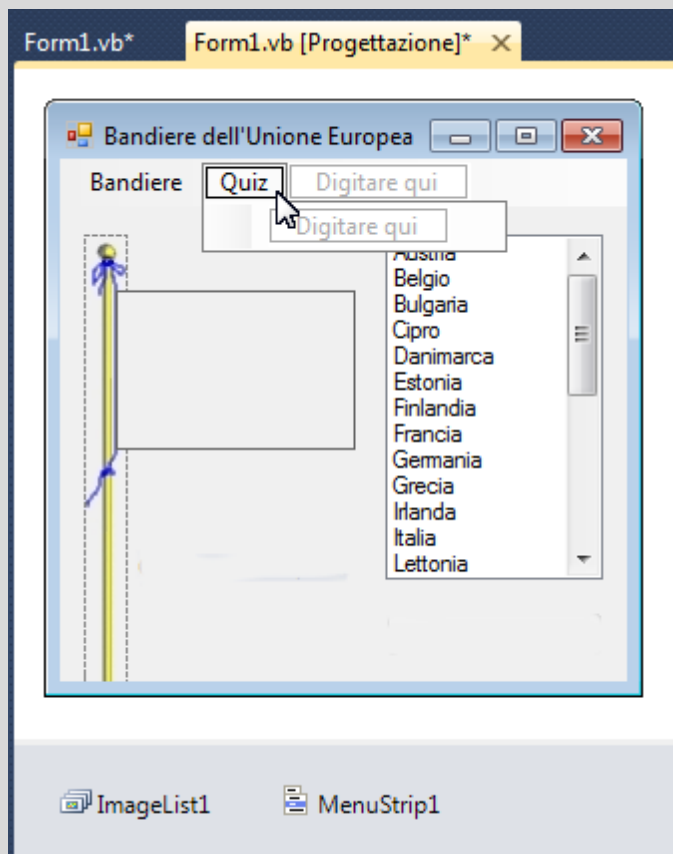 Form1.vb* Form1.vb [Progettazione]*
Bandiere dell'Unione Europea
Bandiere Quiz Digitare qui
Digitare qui
Austria
Belgio
Bulgaria
Cipro
Danimarca
Estonia
Finlandia
Francia
Germania
Grecia
Irlanda
Italia
Lettonia
ImageList1 MenuStrip1